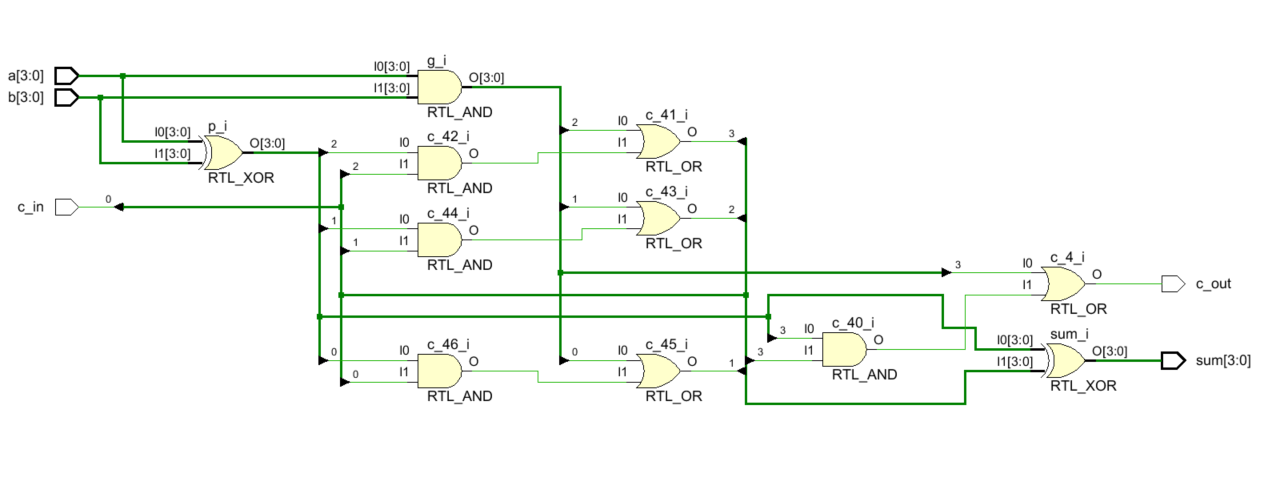 g_i
a[3:0]
I0[3:0]
O[3:0]
b[3:0]
I1[3:0]
RTL_AND
p_i
I0[3:0]
O[3:0]
I1[3:0]
RTL_XOR
c_41_i
2
I0
O
3
I1
RTL_OR
c_42_i
2
I0
O
2
I1
RTL_AND
c_in
0
c_43_i
1
I0
O
2
I1
RTL_OR
c_44_i
1
I0
O
1
I1
RTL_AND
c_4_i
3
I0
O
c_out
I1
RTL_OR
c_40_i
3
I0
O
3
I1
RTL_AND
sum_i
I0[3:0]
O[3:0]
sum[3:0]
I1[3:0]
RTL_XOR
c_46_i
0
I0
O
0
I1
RTL_AND
c_45_i
0
I0
O
1
I1
RTL_OR